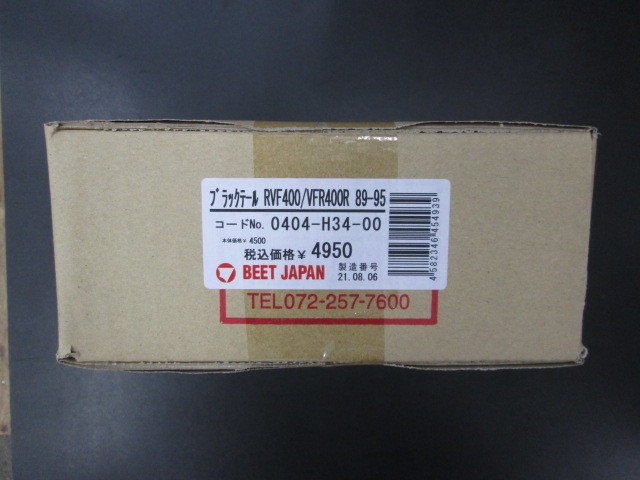 ブラックテール RVF400/VFR400R 89-95
コードNo. 0404-H34-00
本体価格¥ 4500
税込価格¥ 4950
BEET JAPAN
製造番号
21.08.06
4582346454939
TEL072-257-7600